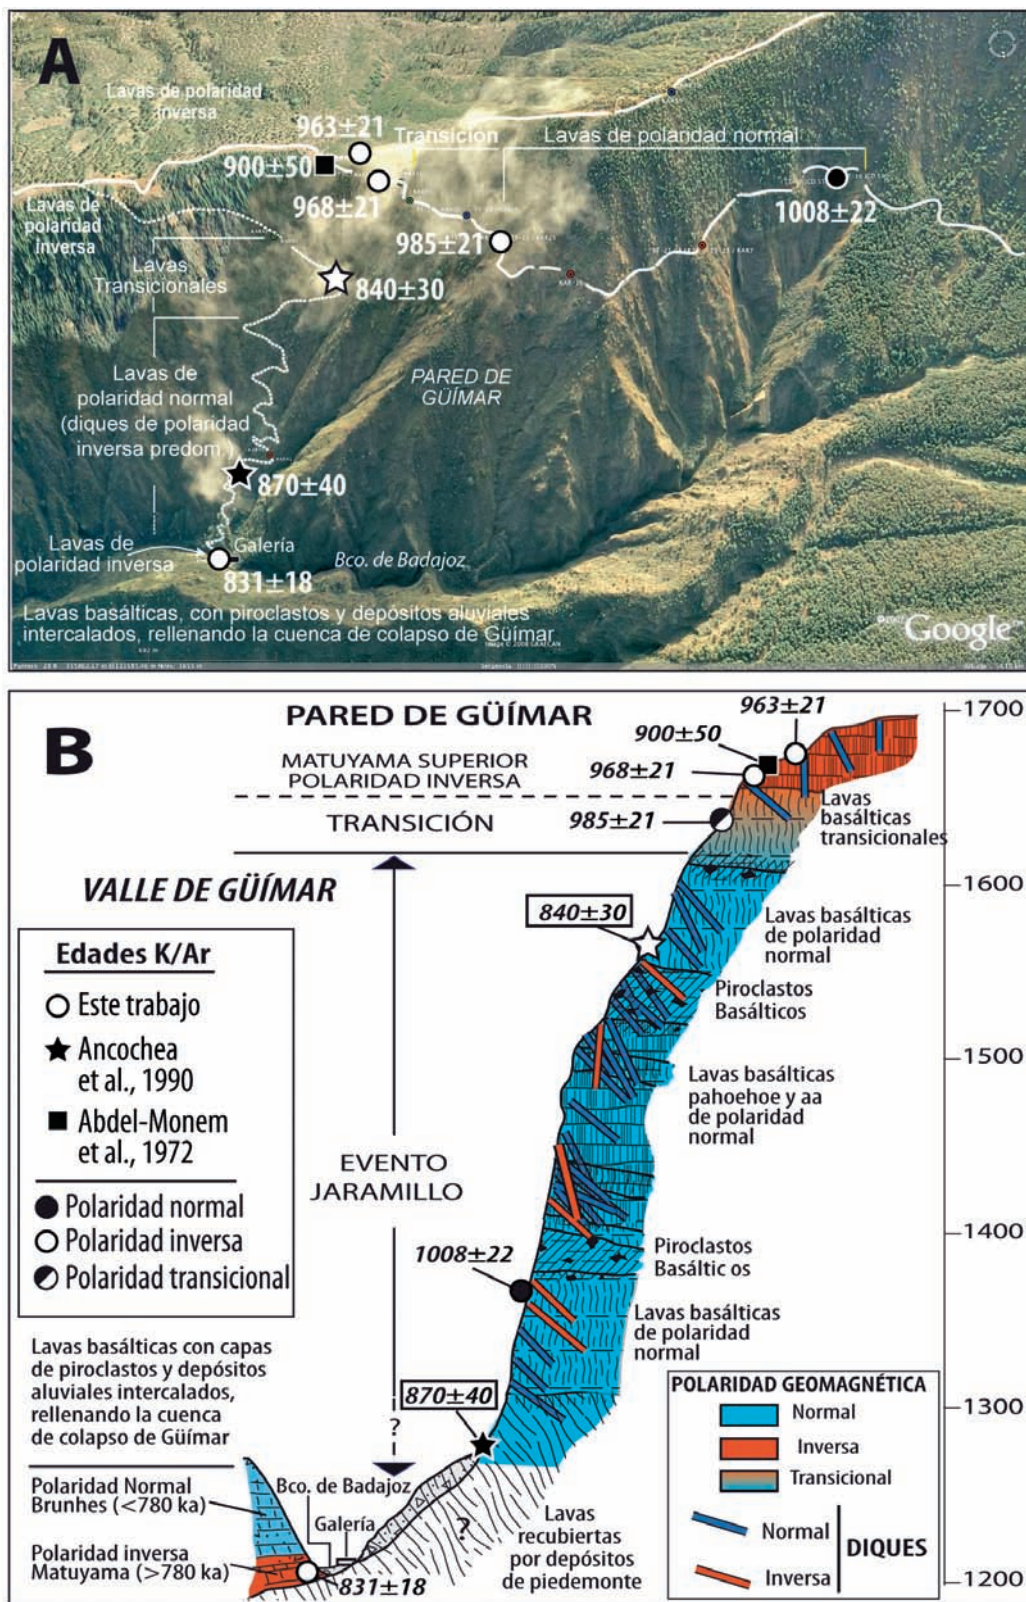 A
Lavas de polaridad
inversa
963±21
Transición
Lavas de polaridad normal
900±50
968±21
1008±22
985±21
Lavas de
polaridad
inversa
Lavas
Transicionales
840±30
Lavas de
polaridad normal
(diques de polaridad
inversa predom.)
PARED DE
GÜÍMAR
870±40
Lavas de
polaridad inversa
Galería
831±18
Bco. de Badajoz
Lavas basálticas, con piroclastos y depósitos aluviales
intercalados, rellenando la cuenca de colapso de Güímar
Google
B
PARED DE GÜÍMAR
MATUYAMA SUPERIOR
POLARIDAD INVERSA
TRANSICIÓN
963±21
900±50
968±21
985±21
1700
Lavas
basálticas
transicionales
VALLE DE GÜÍMAR
1600
840±30
Lavas basálticas
de polaridad
normal
Edades K/Ar
Este trabajo
Ancochea
et al., 1990
Abdel-Monem
et al., 1972
Polaridad normal
Polaridad inversa
Polaridad transicional
Piroclastos
Basálticos
1500
Lavas basálticas
pahoehoe y aa
de polaridad
normal
EVENTO
JARAMILLO
1400
1008±22
Piroclastos
Basáltic os
Lavas basálticas
de polaridad
normal
Lavas basálticas con capas
de piroclastos y depósitos
aluviales intercalados,
rellenando la cuenca
de colapso de Güímar
870±40
?
1300
POLARIDAD GEOMAGNÉTICA
Normal
Inversa
Transicional
Normal
Inversa
DIQUES
Polaridad Normal
Brunhes (<780 ka)
Bco. de Badajoz
Galería
?
Polaridad inversa
Matuyama (>780 ka)
831±18
Lavas
recubiertas
por depósitos
de piedemonte
1200